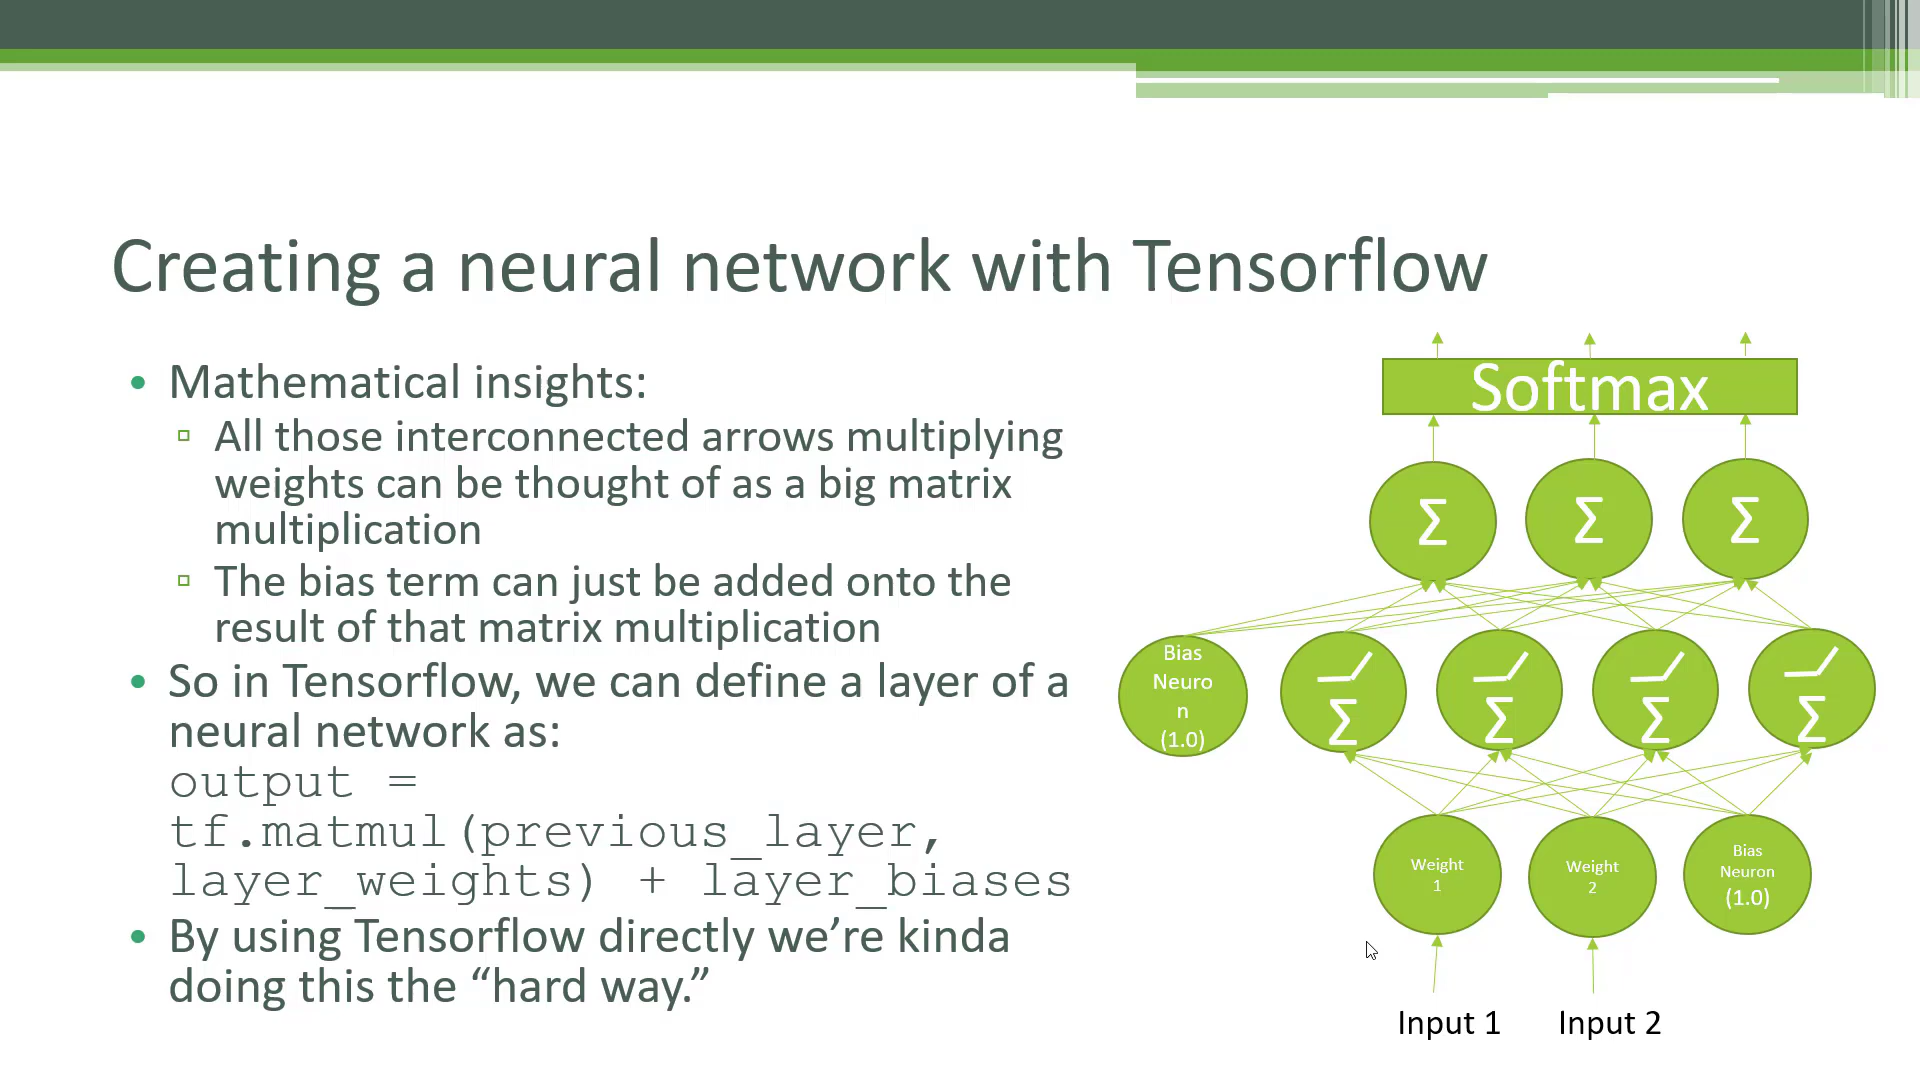 Creating a neural network with Tensorflow
• Mathematical insights:
▫ All those interconnected arrows multiplying
weights can be thought of as a big matrix
multiplication
▫ The bias term can just be added onto the
result of that matrix multiplication
• So in Tensorflow, we can define a layer of a
neural network as:
output =
tf.matmul(previous_layer,
layer_weights) + layer_biases
• By using Tensorflow directly we’re kinda
doing this the “hard way.”
Softmax
Σ Σ Σ
Bias
Neuro
n
(1.0)
Σ Σ Σ Σ
Weight
1
Weight
2
Bias
Neuron
(1.0)
Input 1 Input 2